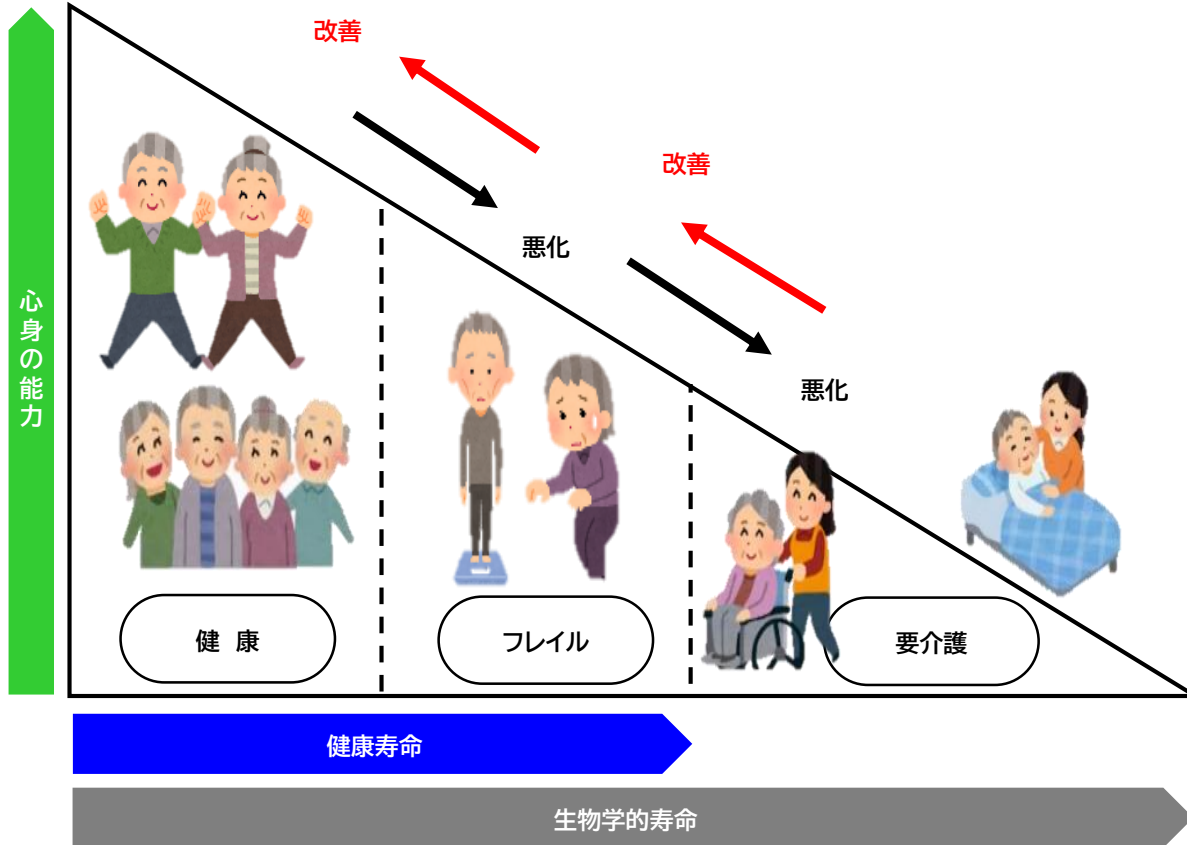 改善
改善
悪化
悪化
心身の能力
健 康
フレイル
要介護
健康寿命
生物学的寿命